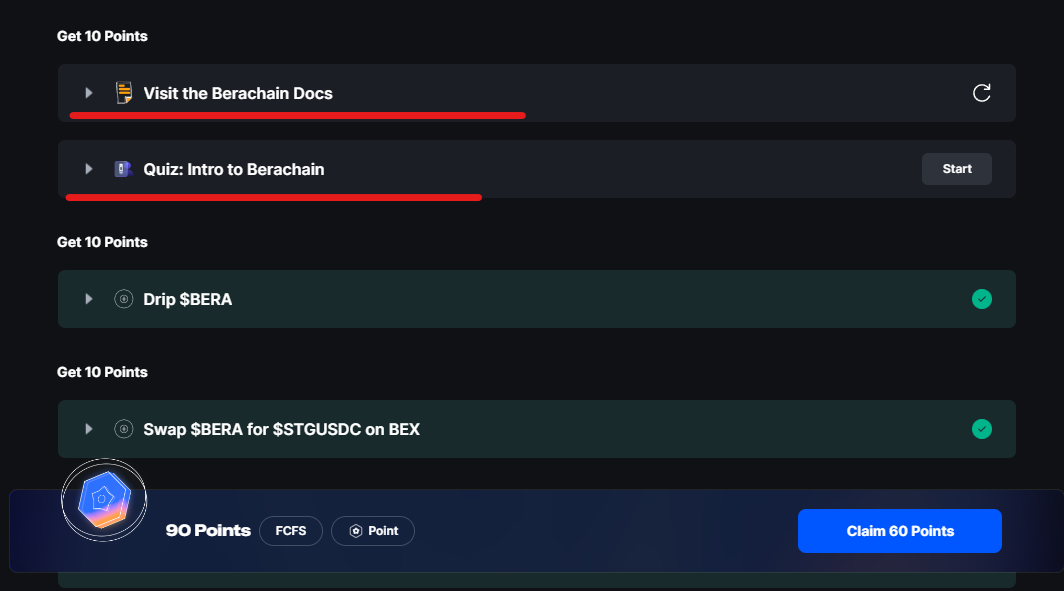 Get 10 Points
Visit the Berachain Docs
Quiz: Intro to Berachain
Start
Get 10 Points
Drip $BERA
Get 10 Points
Swap $BERA for $STGUSDC on BEX
90 Points
FCFS
Point
Claim 60 Points